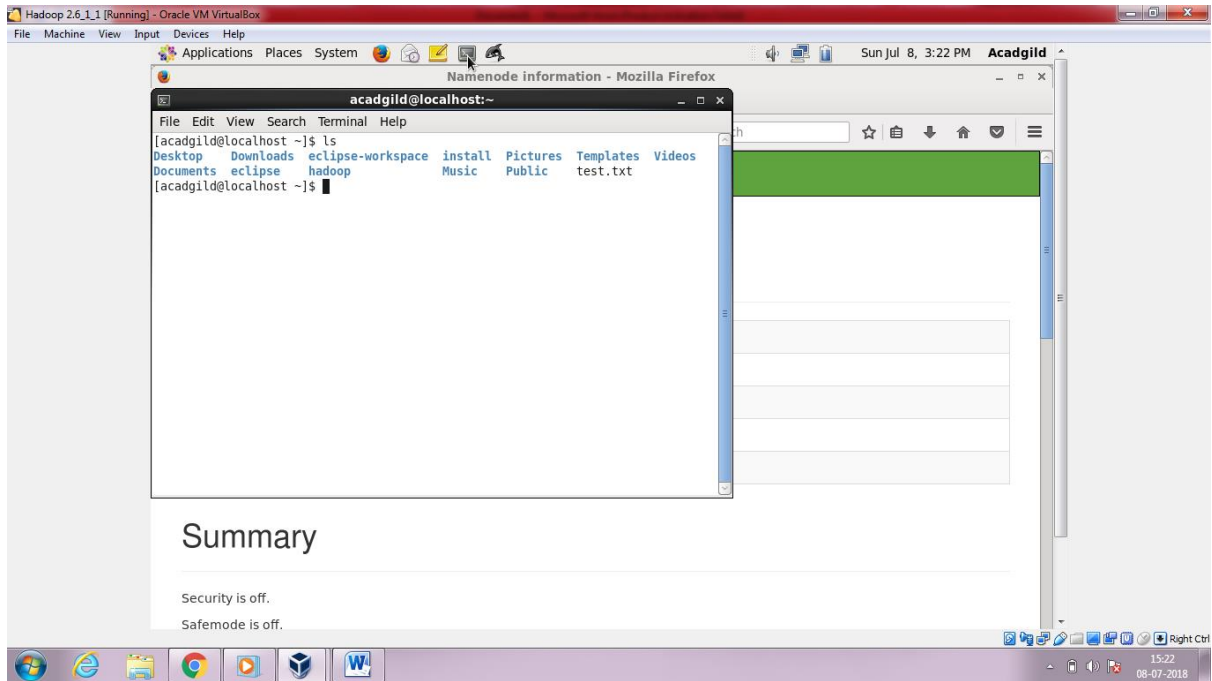 Hadoop 2.6_1_1 [Running] - Oracle VM VirtualBox
File Machine View Input Devices Help
Applications Places System Sun Jul 8, 3:22 PM Acadgild
Namenode information - Mozilla Firefox
acadgild@localhost:~
File Edit View Search Terminal Help
[acadgild@localhost ~]$ ls
Desktop Downloads eclipse-workspace install Pictures Templates Videos
Documents eclipse hadoop Music Public test.txt
[acadgild@localhost ~]$
Summary
Security is off.
Safemode is off.
Right Ctrl
15:22
08-07-2018